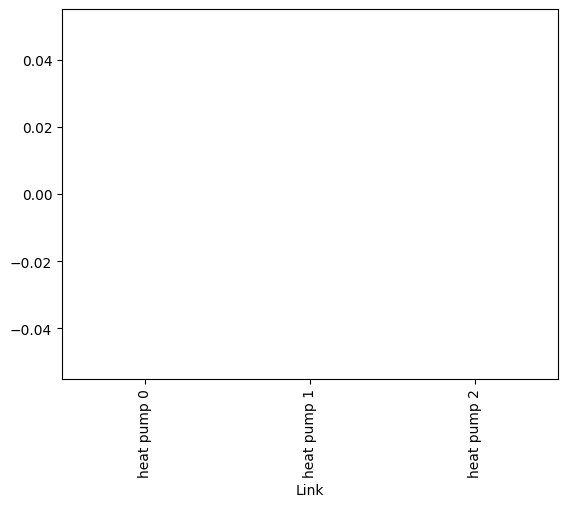 0.04
0.02
0.00
−0.02
−0.04
heat pump 0
heat pump 1
heat pump 2
Link